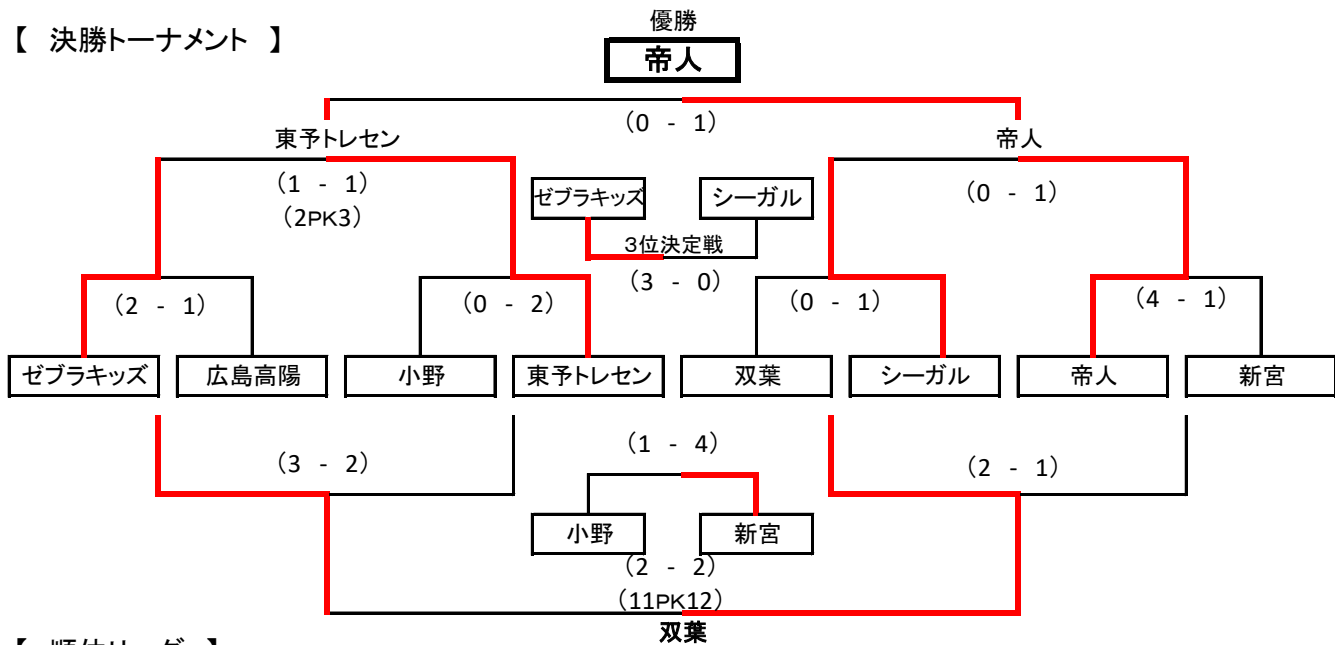 優勝
【 決勝トーナメント 】
帝人
(0 - 1)
東予トレセン
帝人
(1 - 1)
(2PK3)
ゼブラキッズ
シーガル
(0 - 1)
3位決定戦
(3 - 0)
(2 - 1)
(0 - 2)
(0 - 1)
(4 - 1)
ゼブラキッズ
広島高陽
小野
東予トレセン
双葉
シーガル
帝人
新宮
(3 - 2)
(1 - 4)
(2 - 1)
小野
新宮
(2 - 2)
(11PK12)
双葉